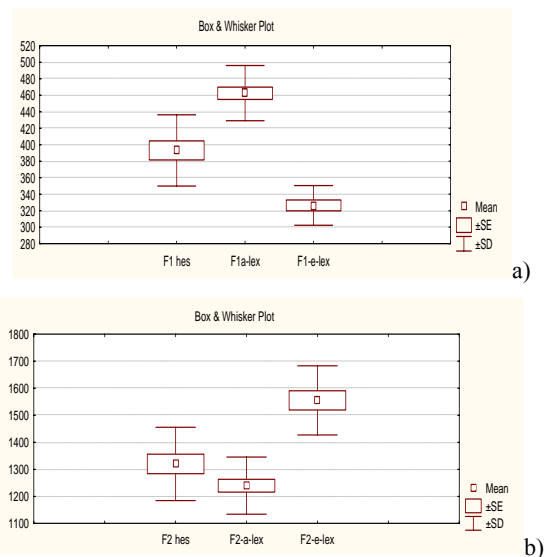 Box & Whisker Plot
520
500
480
460
440
420
400
380
360
340
320
300
280
F1 hes F1a-lex F1-e-lex
Mean
±SE
±SD
a)
Box & Whisker Plot
1800
1700
1600
1500
1400
1300
1200
1100
F2 hes F2-a-lex F2-e-lex
Mean
±SE
±SD
b)